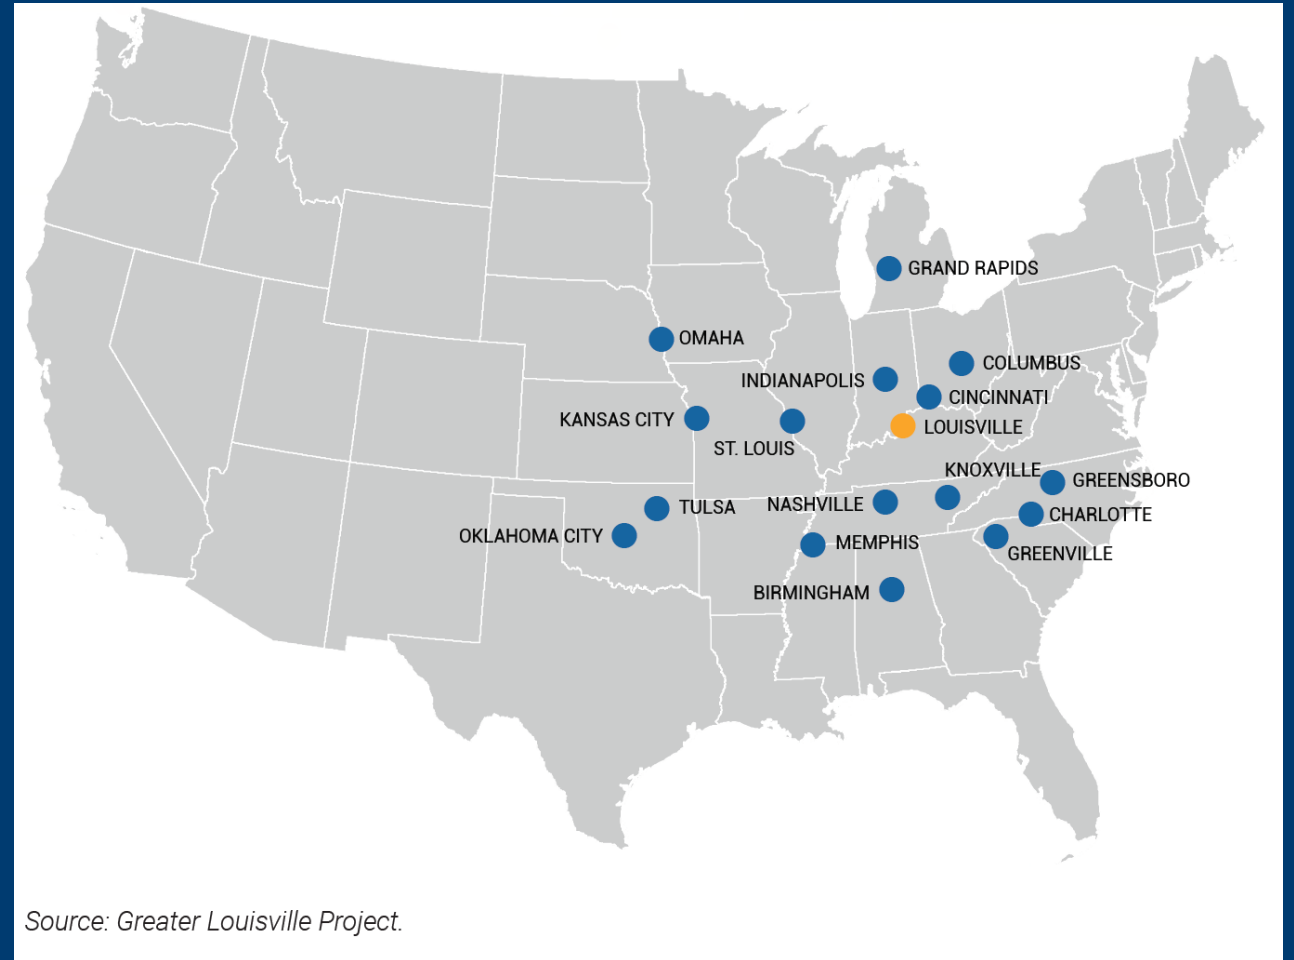 GRAND RAPIDS
OMAHA
COLUMBUS
INDIANAPOLIS
CINCINNATI
KANSAS CITY
LOUISVILLE
ST. LOUIS
KNOXVILLE
GREENSBORO
NASHVILLE
TULSA
CHARLOTTE
OKLAHOMA CITY
MEMPHIS
GREENVILLE
BIRMINGHAM
Source: Greater Louisville Project.